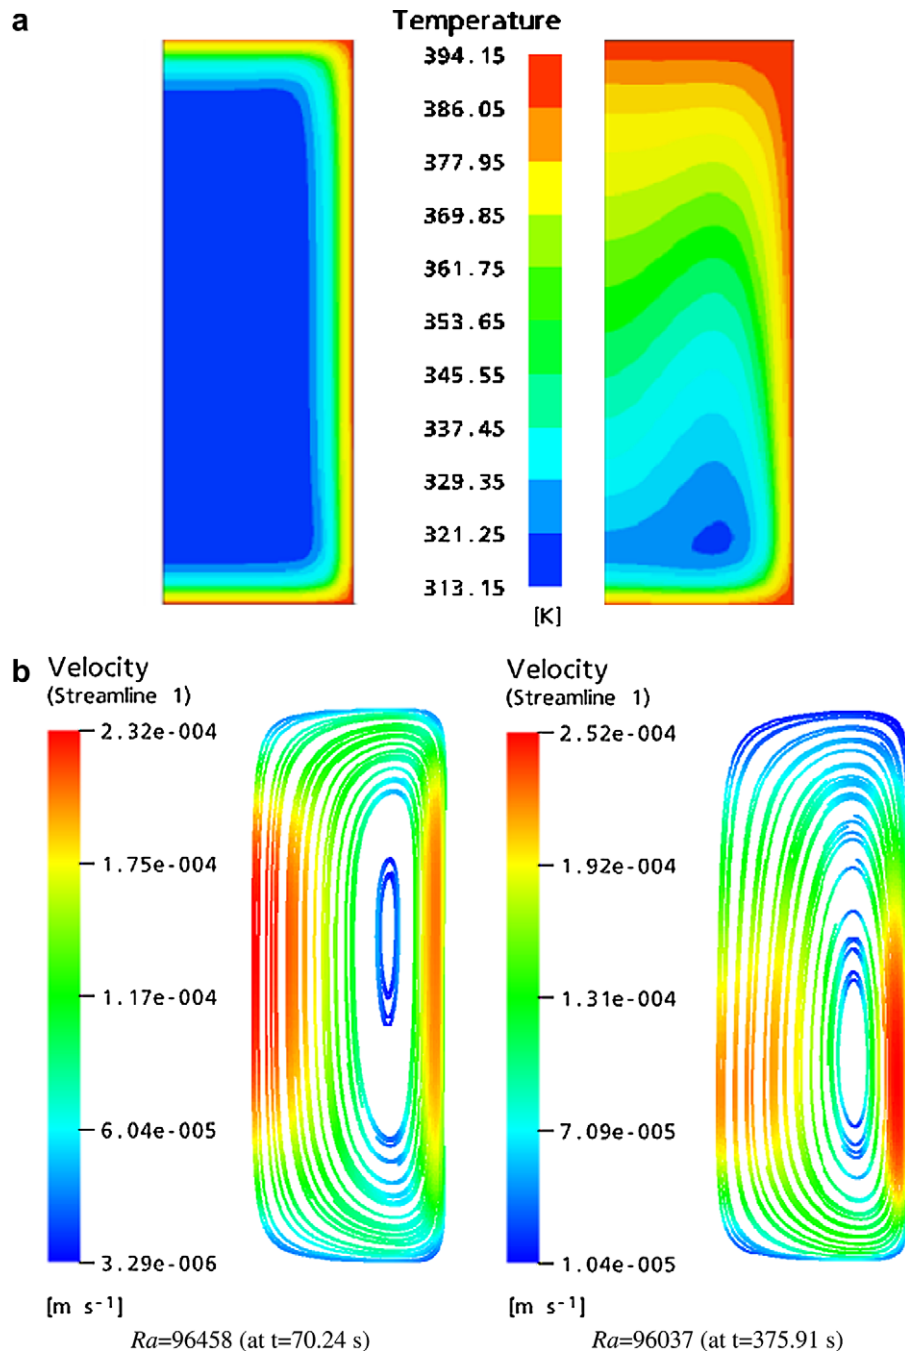 a
Temperature
394.15
386.05
377.95
369.85
361.75
353.65
345.55
337.45
329.35
321.25
313.15
[K]
b
Velocity
(Streamline 1)
2.32e-004
1.75e-004
1.17e-004
6.04e-005
3.29e-006
[m s⁻¹]
Velocity
(Streamline 1)
2.52e-004
1.92e-004
1.31e-004
7.09e-005
1.04e-005
[m s⁻¹]
Ra=96458 (at t=70.24 s)
Ra=96037 (at t=375.91 s)